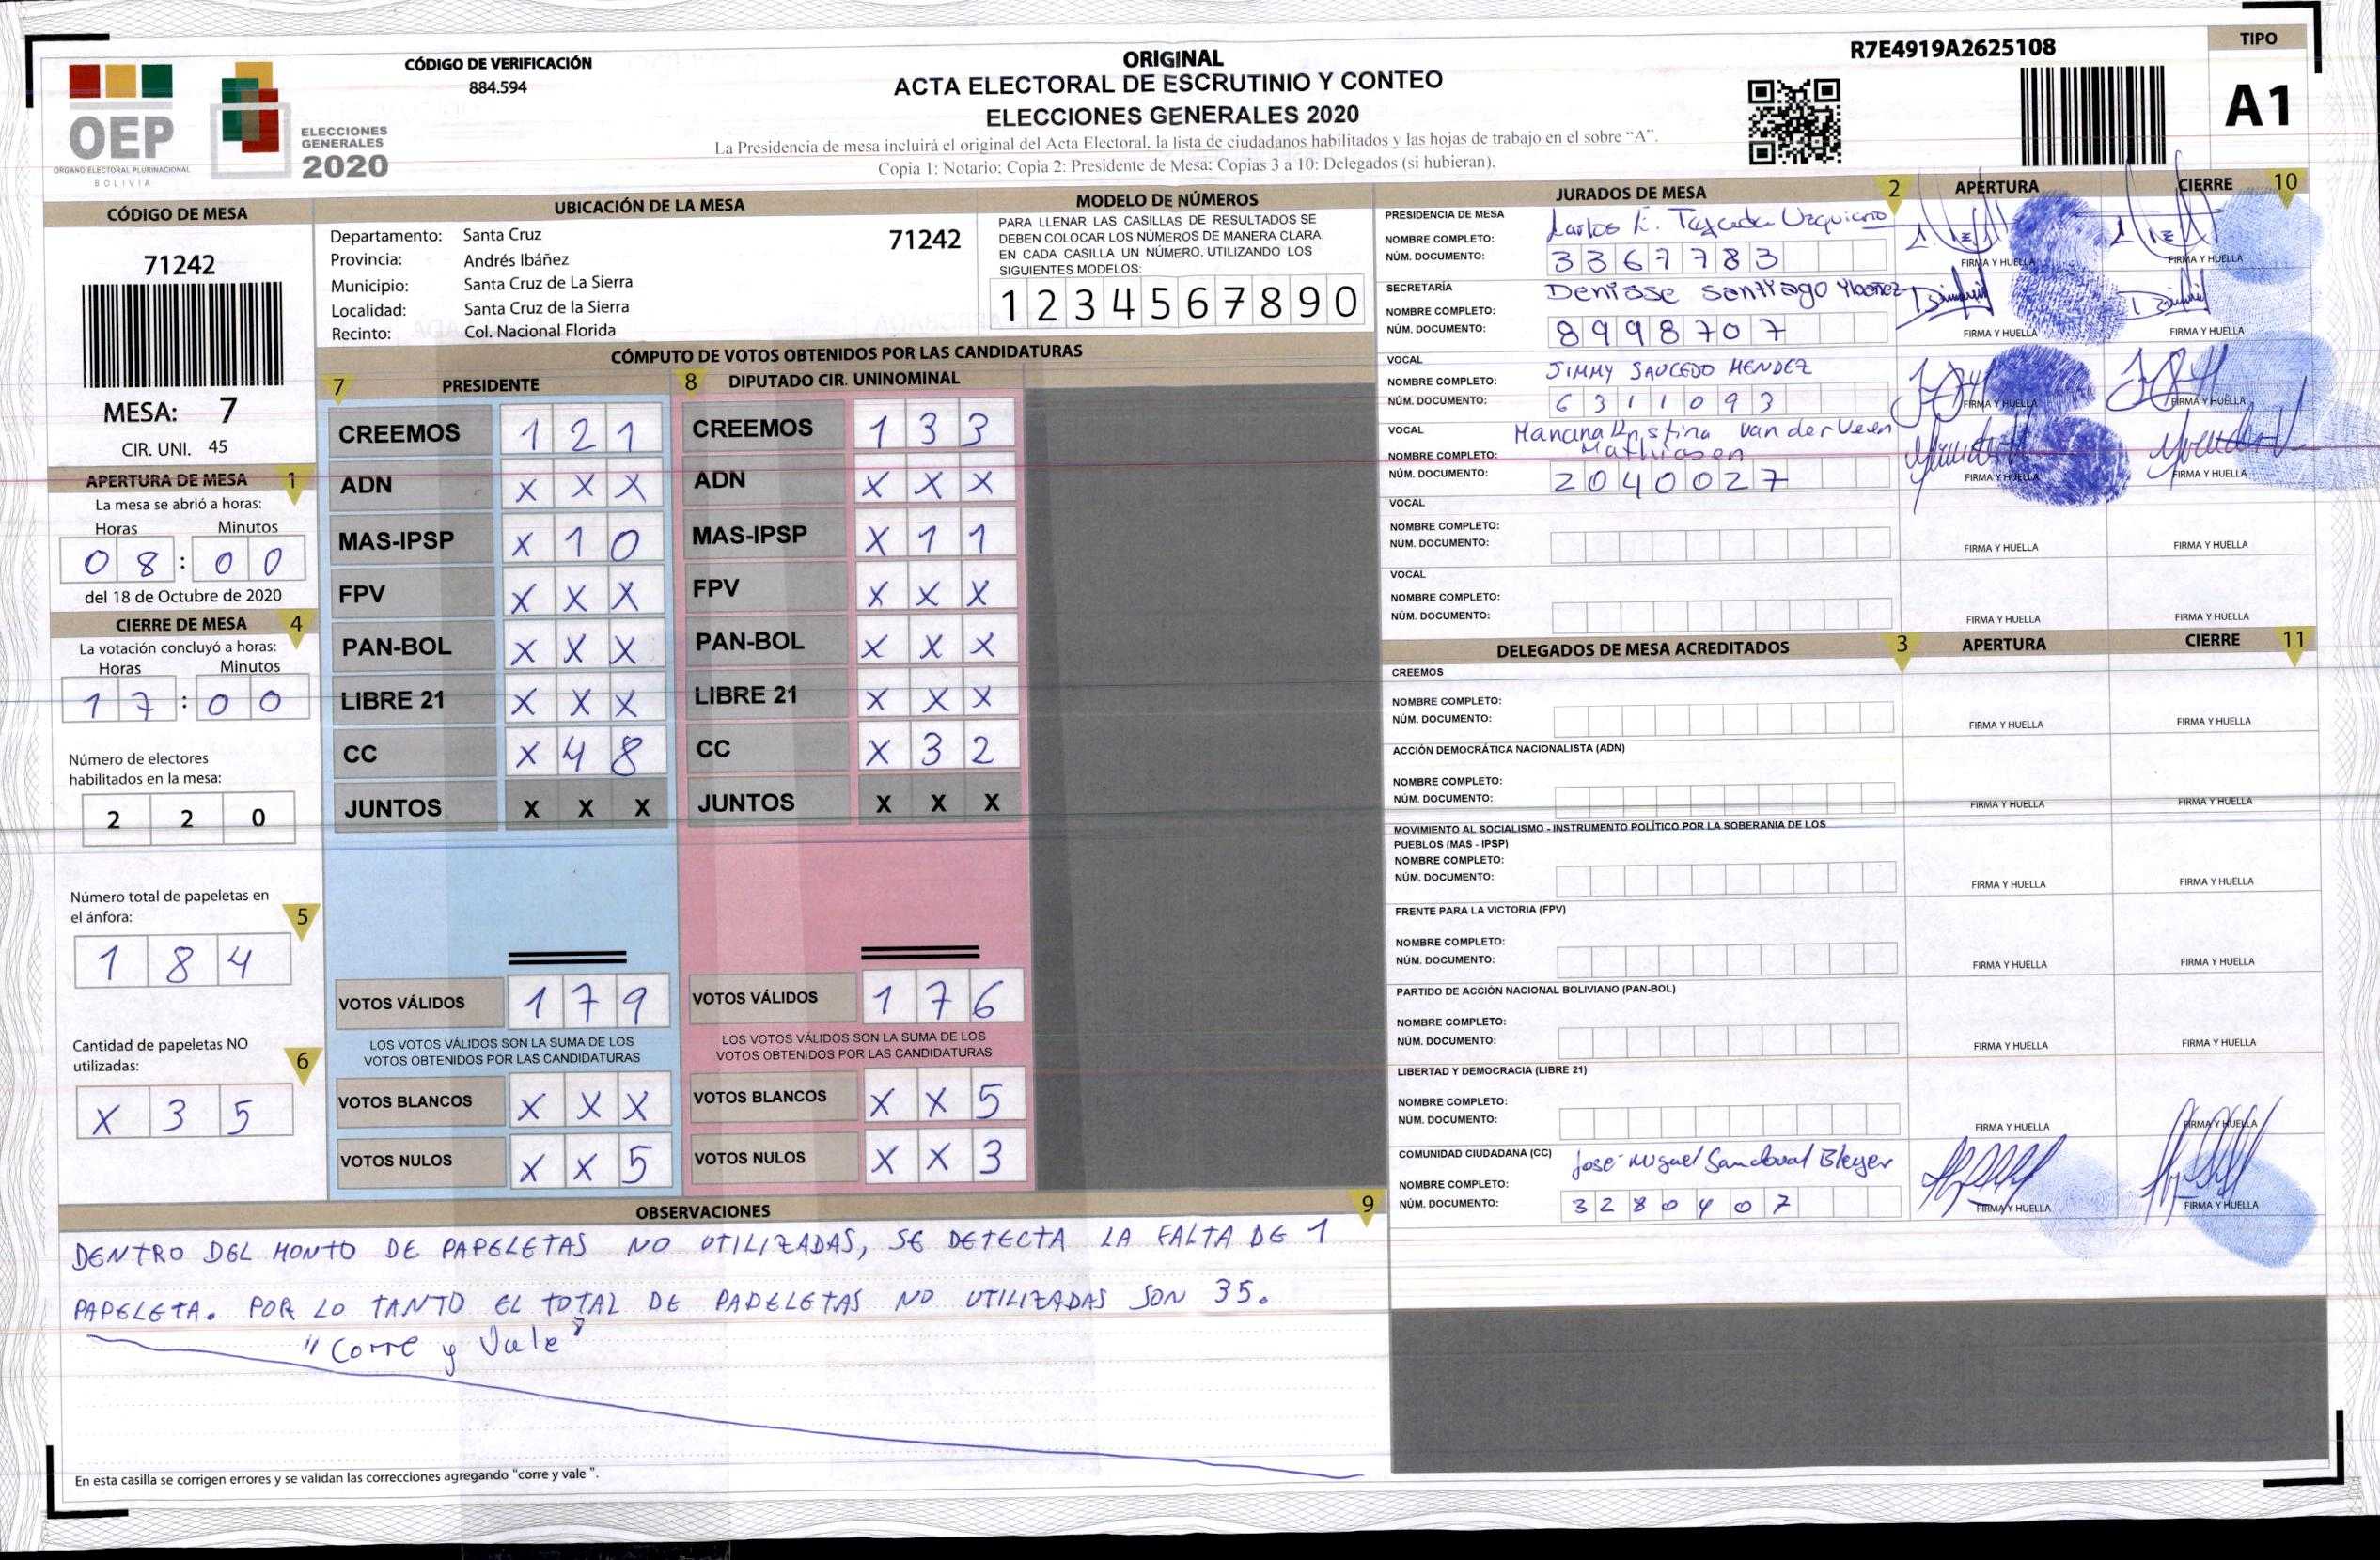 CÓDIGO DE VERIFICACIÓN
884.594
ORIGINAL
ACTA ELECTORAL DE ESCRUTINIO Y CONTEO
ELECCIONES GENERALES 2020
La Presidencia de mesa incluirá el original del Acta Electoral, la lista de ciudadanos habilitados y las hojas de trabajo en el sobre "A".
Copia 1: Notario: Copia 2: Presidente de Mesa: Copias 3 a 10: Delegados (si hubieran).
R7E4919A2625108
TIPO
A1
OEP
ÓRGANO ELECTORAL PLURINACIONAL
BOLIVIA
ELECCIONES
GENERALES
2020
CÓDIGO DE MESA
71242
MESA: 7
CIR. UNI. 45
APERTURA DE MESA 1
La mesa se abrió a horas:
Horas Minutos
0 8 : 0 0
del 18 de Octubre de 2020
CIERRE DE MESA 4
La votación concluyó a horas:
Horas Minutos
1 7 : 0 0
Número de electores
habilitados en la mesa:
2 2 0
Número total de papeletas en
el ánfora: 5
1 8 4
Cantidad de papeletas NO
utilizadas: 6
X 3 5
UBICACIÓN DE LA MESA
Departamento: Santa Cruz 71242
Provincia: Andrés Ibáñez
Municipio: Santa Cruz de La Sierra
Localidad: Santa Cruz de la Sierra
Recinto: Col. Nacional Florida
MODELO DE NÚMEROS
PARA LLENAR LAS CASILLAS DE RESULTADOS SE
DEBEN COLOCAR LOS NÚMEROS DE MANERA CLARA.
EN CADA CASILLA UN NÚMERO, UTILIZANDO LOS
SIGUIENTES MODELOS:
1 2 3 4 5 6 7 8 9 0
CÓMPUTO DE VOTOS OBTENIDOS POR LAS CANDIDATURAS
7 PRESIDENTE
CREEMOS 1 2 1
ADN X X X
MAS-IPSP X 1 0
FPV X X X
PAN-BOL X X X
LIBRE 21 X X X
CC X 4 8
JUNTOS X X X
VOTOS VÁLIDOS 1 7 9
LOS VOTOS VÁLIDOS SON LA SUMA DE LOS
VOTOS OBTENIDOS POR LAS CANDIDATURAS
VOTOS BLANCOS X X X
VOTOS NULOS X X 5
8 DIPUTADO CIR. UNINOMINAL
CREEMOS 1 3 3
ADN X X X
MAS-IPSP X 1 1
FPV X X X
PAN-BOL X X X
LIBRE 21 X X X
CC X 3 2
JUNTOS X X X
VOTOS VÁLIDOS 1 7 6
LOS VOTOS VÁLIDOS SON LA SUMA DE LOS
VOTOS OBTENIDOS POR LAS CANDIDATURAS
VOTOS BLANCOS X X 5
VOTOS NULOS X X 3
OBSERVACIONES 9
DENTRO DEL MONTO DE PAPELETAS NO UTILIZADAS, SE DETECTA LA FALTA DE 1
PAPELETA. POR LO TANTO EL TOTAL DE PAPELETAS NO UTILIZADAS SON 35.
"Corre y Vale"
En esta casilla se corrigen errores y se validan las correcciones agregando "corre y vale ".
JURADOS DE MESA 2 APERTURA CIERRE 10
PRESIDENCIA DE MESA
NOMBRE COMPLETO: Carlos
NÚM. DOCUMENTO: 3 3 6 7 7 8 3
FIRMA Y HUELLA FIRMA Y HUELLA
SECRETARÍA
NOMBRE COMPLETO: Denisse Santiago Ybañez
NÚM. DOCUMENTO: 8 9 9 8 7 0 7
FIRMA Y HUELLA FIRMA Y HUELLA
VOCAL
NOMBRE COMPLETO: JIMMY SAUCEDO MENDEZ
NÚM. DOCUMENTO: 6 3 1 1 0 9 3
FIRMA Y HUELLA FIRMA Y HUELLA
VOCAL
NOMBRE COMPLETO: van der Veen
Mathiasen
NÚM. DOCUMENTO: 2 0 4 0 0 2 7
FIRMA Y HUELLA FIRMA Y HUELLA
VOCAL
NOMBRE COMPLETO:
NÚM. DOCUMENTO:
FIRMA Y HUELLA FIRMA Y HUELLA
VOCAL
NOMBRE COMPLETO:
NÚM. DOCUMENTO:
FIRMA Y HUELLA FIRMA Y HUELLA
DELEGADOS DE MESA ACREDITADOS 3 APERTURA CIERRE 11
CREEMOS
NOMBRE COMPLETO:
NÚM. DOCUMENTO:
FIRMA Y HUELLA FIRMA Y HUELLA
ACCIÓN DEMOCRÁTICA NACIONALISTA (ADN)
NOMBRE COMPLETO:
NÚM. DOCUMENTO:
FIRMA Y HUELLA FIRMA Y HUELLA
MOVIMIENTO AL SOCIALISMO - INSTRUMENTO POLÍTICO POR LA SOBERANIA DE LOS
PUEBLOS (MAS - IPSP)
NOMBRE COMPLETO:
NÚM. DOCUMENTO:
FIRMA Y HUELLA FIRMA Y HUELLA
FRENTE PARA LA VICTORIA (FPV)
NOMBRE COMPLETO:
NÚM. DOCUMENTO:
FIRMA Y HUELLA FIRMA Y HUELLA
PARTIDO DE ACCIÓN NACIONAL BOLIVIANO (PAN-BOL)
NOMBRE COMPLETO:
NÚM. DOCUMENTO:
FIRMA Y HUELLA FIRMA Y HUELLA
LIBERTAD Y DEMOCRACIA (LIBRE 21)
NOMBRE COMPLETO:
NÚM. DOCUMENTO:
FIRMA Y HUELLA FIRMA Y HUELLA
COMUNIDAD CIUDADANA (CC)
NOMBRE COMPLETO: José Miguel Sandoval Bleyer
NÚM. DOCUMENTO: 3 2 8 0 4 0 7
FIRMA Y HUELLA FIRMA Y HUELLA